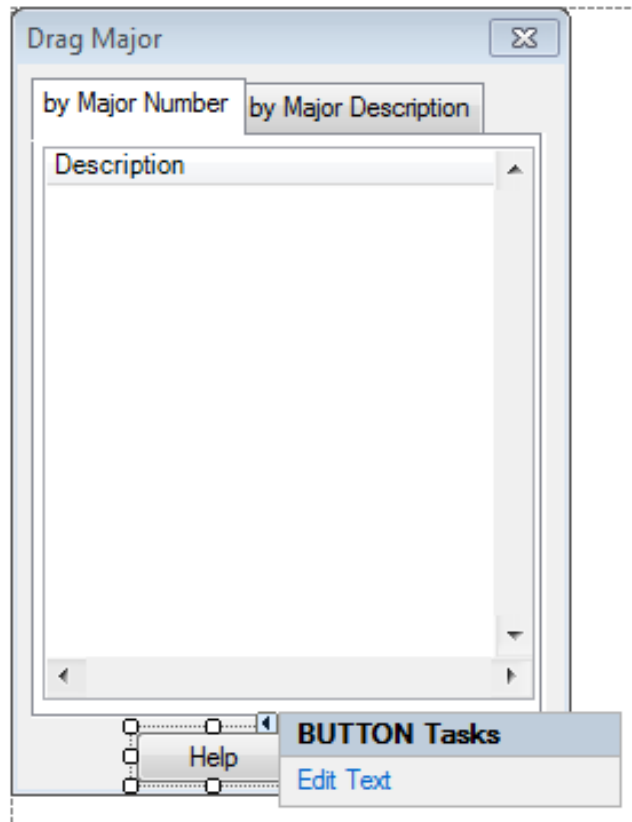 Drag Major
by Major Number by Major Description
Description
Help
BUTTON Tasks
Edit Text